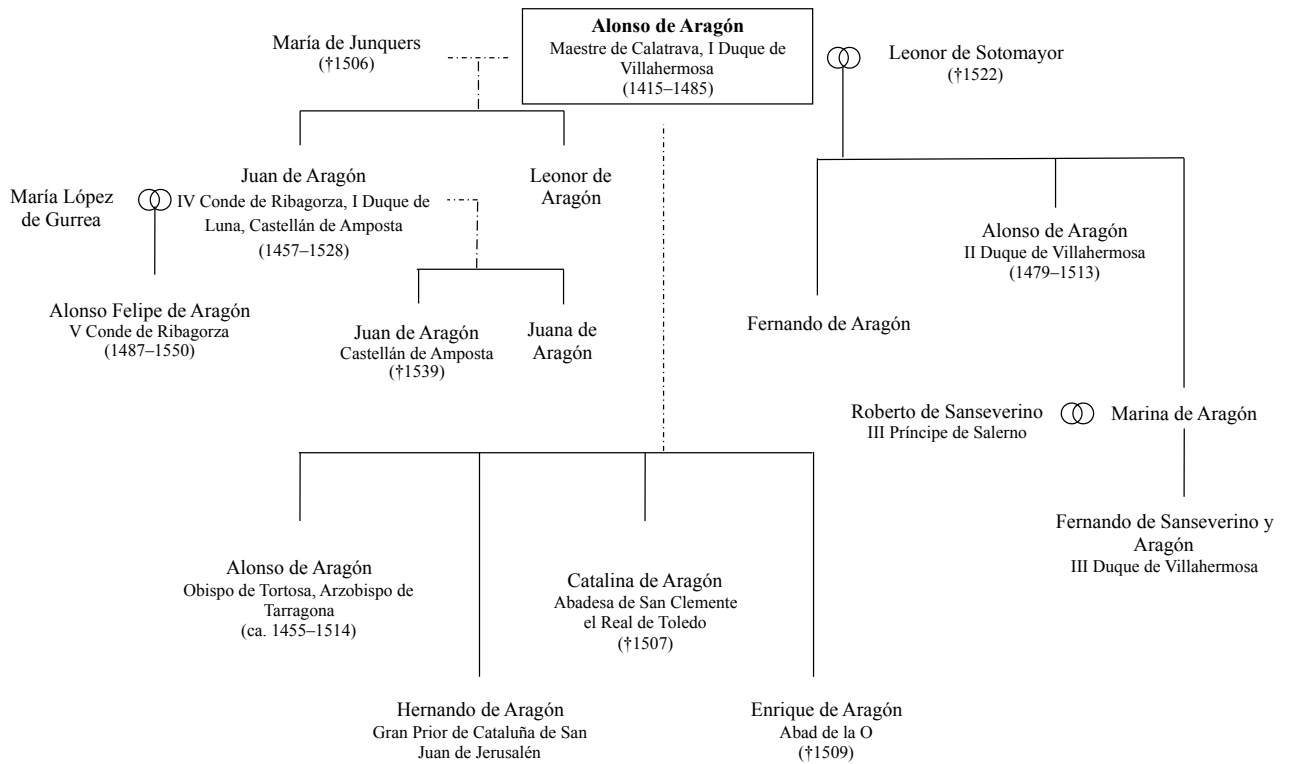 María de Junquers
(†1506)
Alonso de Aragón
Maestre de Calatrava, I Duque de
Villahermosa
(1415–1485)
Leonor de Sotomayor
(†1522)
María López
de Gurrea
Juan de Aragón
IV Conde de Ribagorza, I Duque de
Luna, Castellán de Amposta
(1457–1528)
Leonor de
Aragón
Alonso de Aragón
II Duque de Villahermosa
(1479–1513)
Alonso Felipe de Aragón
V Conde de Ribagorza
(1487–1550)
Juan de Aragón
Castellán de Amposta
(†1539)
Juana de
Aragón
Fernando de Aragón
Roberto de Sanseverino
III Príncipe de Salerno
Marina de Aragón
Fernando de Sanseverino y
Aragón
III Duque de Villahermosa
Alonso de Aragón
Obispo de Tortosa, Arzobispo de
Tarragona
(ca. 1455–1514)
Catalina de Aragón
Abadesa de San Clemente
el Real de Toledo
(†1507)
Hernando de Aragón
Gran Prior de Cataluña de San
Juan de Jerusalén
Enrique de Aragón
Abad de la O
(†1509)